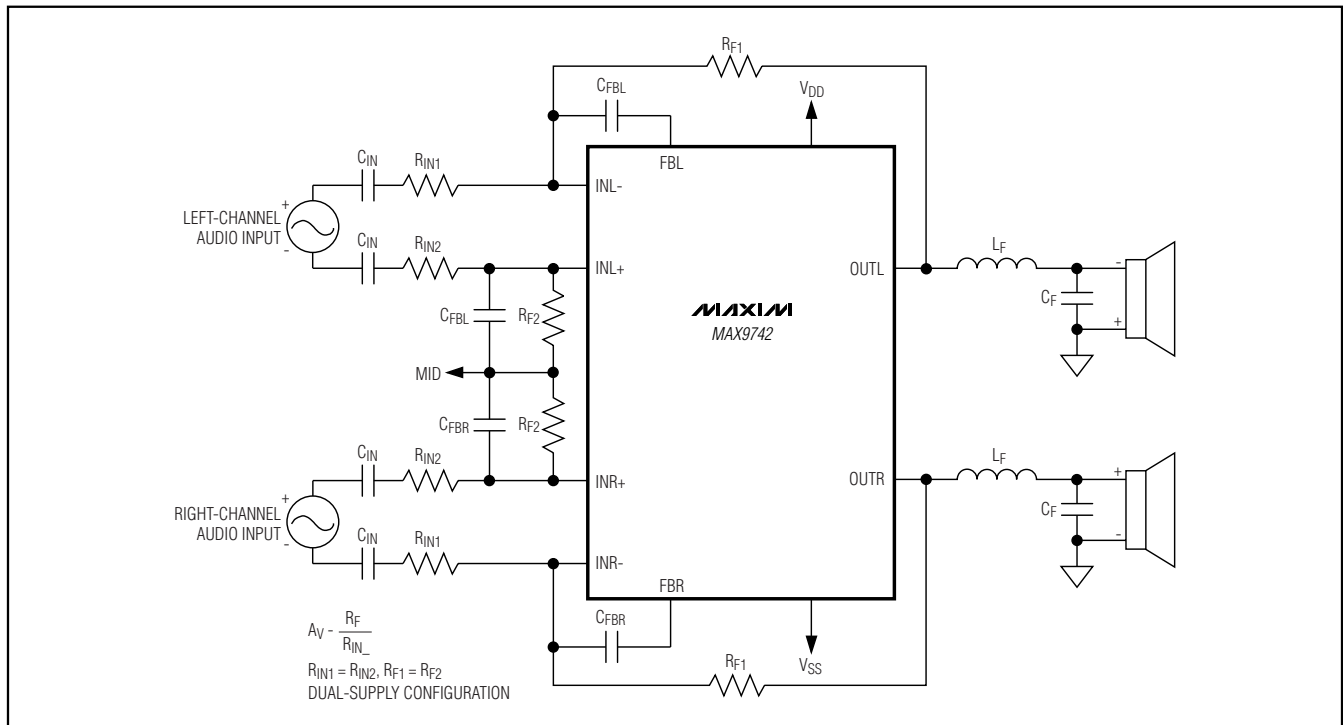 RF1
CFBL
VDD
FBL
CIN
RIN1
INL-
+
LEFT-CHANNEL
AUDIO INPUT
-
CIN
RIN2
INL+
OUTL
LF
-
CF
+
CFBL
RF2
MAXIM
MAX9742
MID
CFBR
RF2
CIN
RIN2
INR+
OUTR
LF
+
CF
-
+
RIGHT-CHANNEL
AUDIO INPUT
-
CIN
RIN1
INR-
FBR
CFBR
VSS
RF1
AV - RF
RIN_
RIN1 = RIN2, RF1 = RF2
DUAL-SUPPLY CONFIGURATION